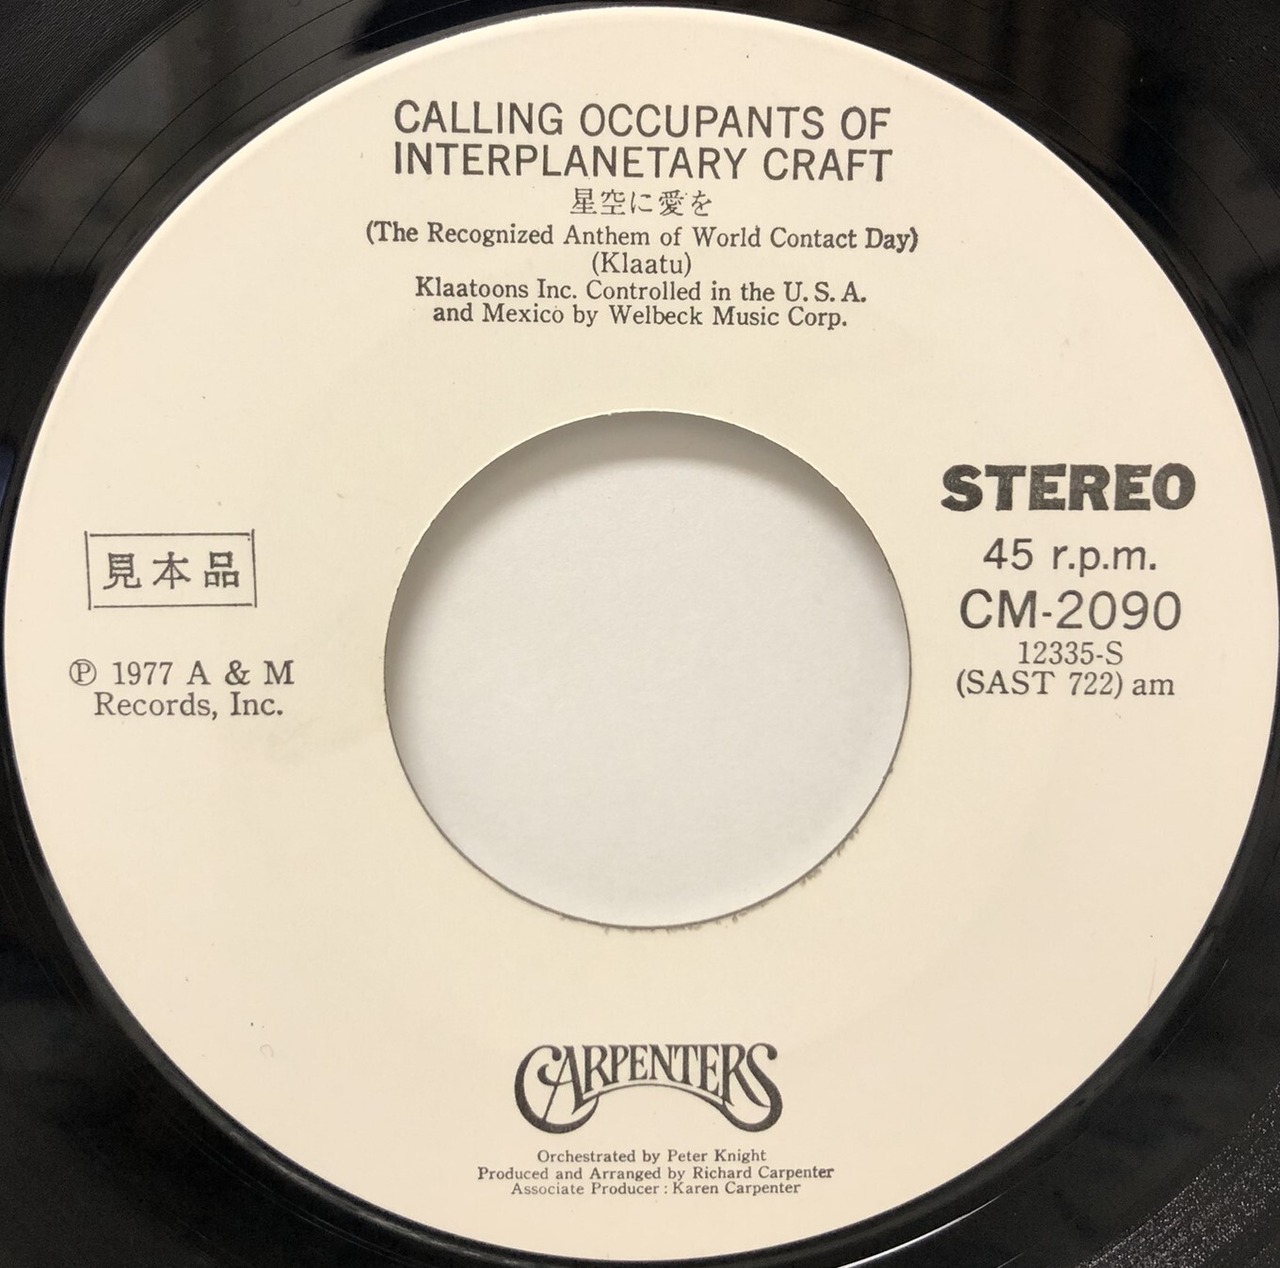 CALLING OCCUPANTS OF
INTERPLANETARY CRAFT
星空に愛を
(The Recognized Anthem of World Contact Day)
(Klaatu)
Klaatoons Inc. Controlled in the U. S. A.
and Mexico by Welbeck Music Corp.
見本品
℗ 1977 A & M
Records, Inc.
STEREO
45 r.p.m.
CM-2090
12335-S
(SAST 722) am
CARPENTERS
Orchestrated by Peter Knight
Produced and Arranged by Richard Carpenter
Associate Producer : Karen Carpenter